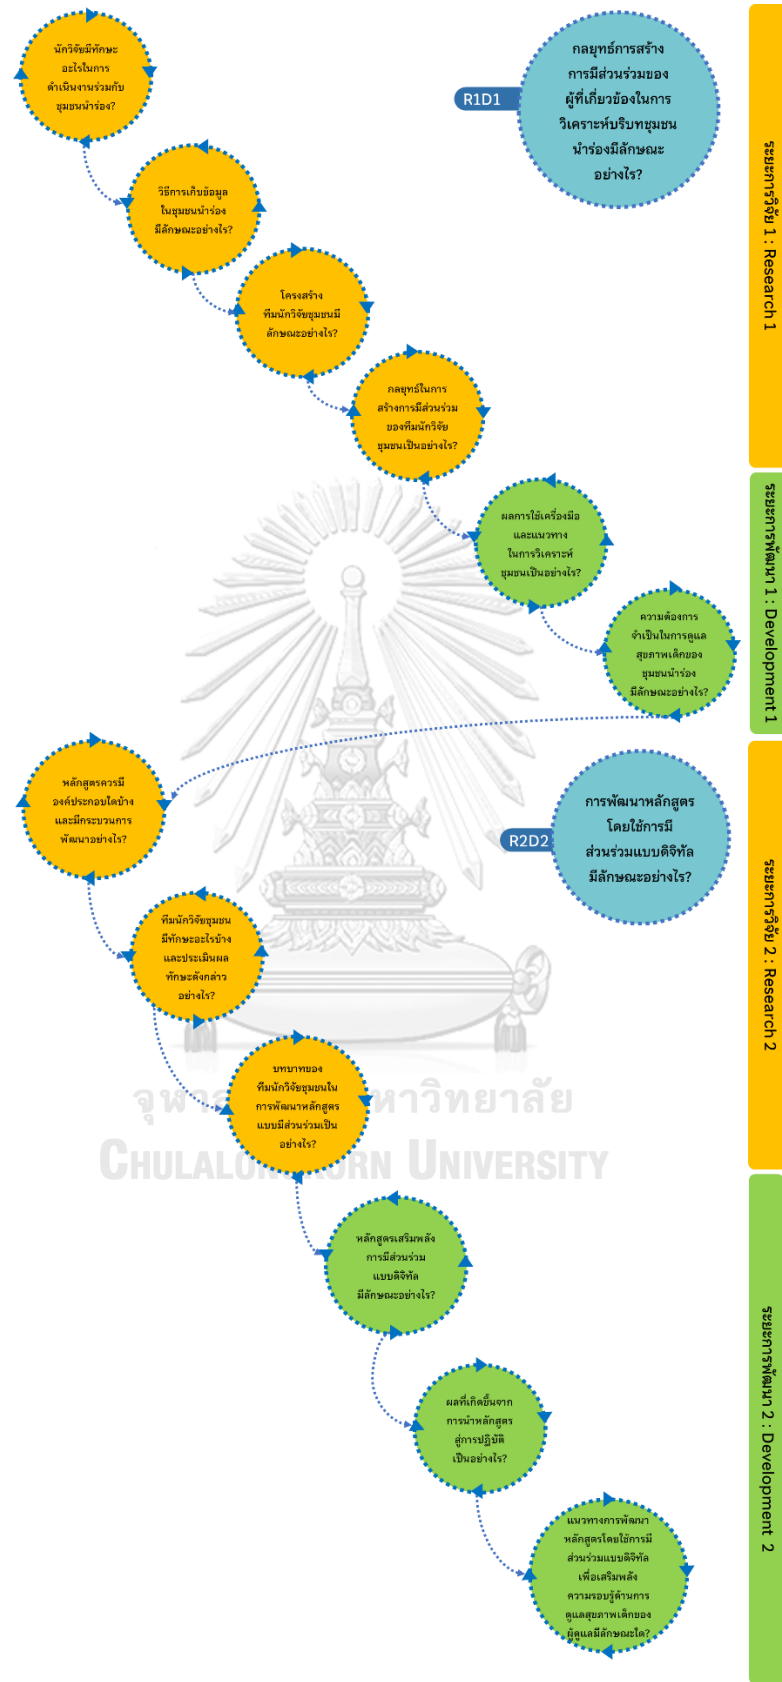 นักวิจัยมีทักษะ
อะไรในการ
ดำเนินงานร่วมกับ
ชุมชนนำร่อง?
R1D1
กลยุทธ์การสร้าง
การมีส่วนร่วมของ
ผู้ที่เกี่ยวข้องในการ
วิเคราะห์บริบทชุมชน
นำร่องมีลักษณะ
อย่างไร?
ระยะการวิจัย 1 : Research 1
วิธีการเก็บข้อมูล
ในชุมชนนำร่อง
มีลักษณะอย่างไร?
โครงสร้าง
ทีมนักวิจัยชุมชนมี
ลักษณะอย่างไร?
กลยุทธ์ในการ
สร้างการมีส่วนร่วม
ของทีมนักวิจัย
ชุมชนเป็นอย่างไร?
ผลการใช้เครื่องมือ
และแนวทาง
ในการวิเคราะห์
ชุมชนเป็นอย่างไร?
ระยะการพัฒนา 1 : Development 1
ความต้องการ
จำเป็นในการดูแล
สุขภาพเด็กของ
ชุมชนนำร่อง
มีลักษณะอย่างไร?
หลักสูตรควรมี
องค์ประกอบใดบ้าง
และมีกระบวนการ
พัฒนาอย่างไร?
R2D2
การพัฒนาหลักสูตร
โดยใช้การมี
ส่วนร่วมแบบดิจิทัล
มีลักษณะอย่างไร?
ระยะการวิจัย 2 : Research 2
ทีมนักวิจัยชุมชน
มีทักษะอะไรบ้าง
และประเมินผล
ทักษะดังกล่าว
อย่างไร?
บทบาทของ
ทีมนักวิจัยชุมชนใน
การพัฒนาหลักสูตร
แบบมีส่วนร่วมเป็น
อย่างไร?
CHULALONGKORN UNIVERSITY
หลักสูตรเสริมพลัง
การมีส่วนร่วม
แบบดิจิทัล
มีลักษณะอย่างไร?
ระยะการพัฒนา 2 : Development 2
ผลที่เกิดขึ้นจาก
การนำหลักสูตร
สู่การปฏิบัติ
เป็นอย่างไร?
แนวทางการพัฒนา
หลักสูตรโดยใช้การมี
ส่วนร่วมแบบดิจิทัล
เพื่อเสริมพลัง
ความรอบรู้ด้านการ
ดูแลสุขภาพเด็กของ
ผู้ดูแลมีลักษณะใด?